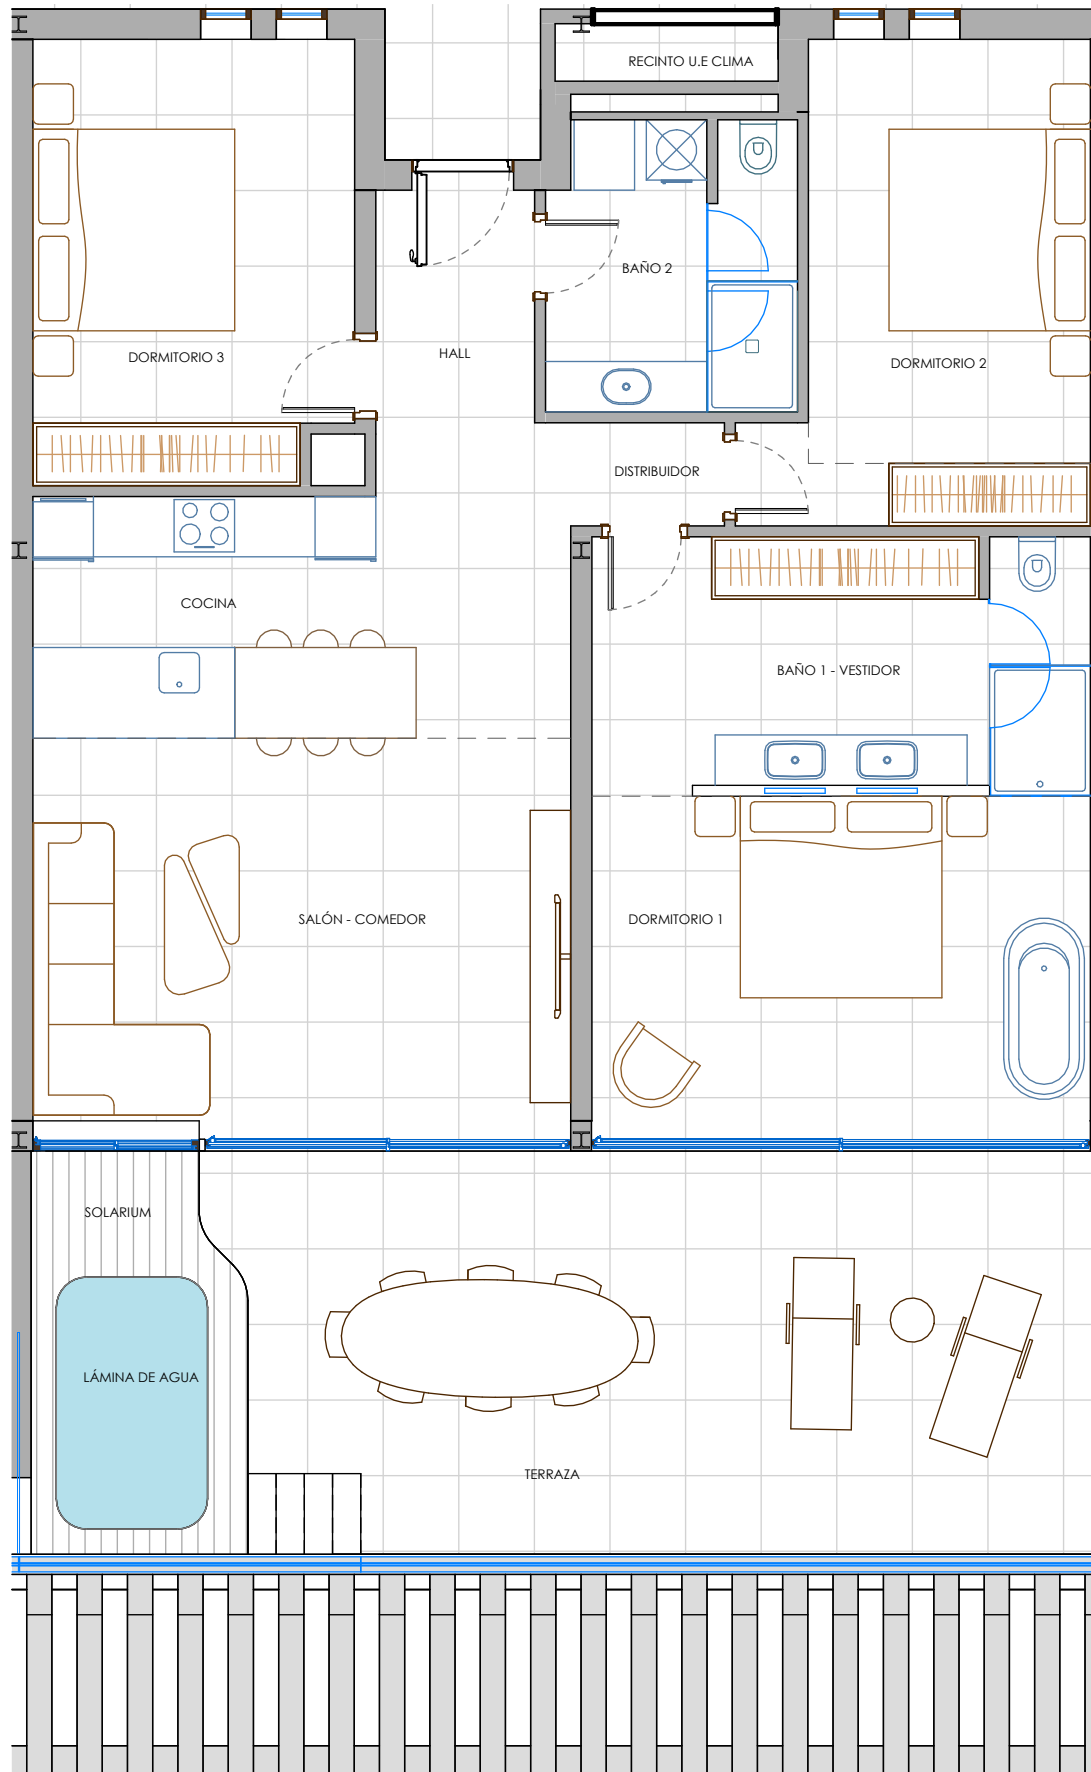 RECINTO U.E CLIMA
BAÑO 2
DORMITORIO 3
HALL
DORMITORIO 2
DISTRIBUIDOR
COCINA
BAÑO 1 - VESTIDOR
SALÓN - COMEDOR
DORMITORIO 1
SOLARIUM
LÁMINA DE AGUA
TERRAZA